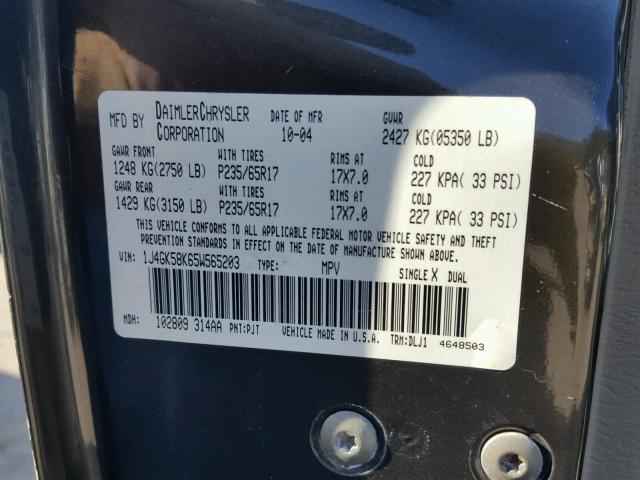 MFD BY DAIMLERCHRYSLER CORPORATION DATE OF MFR 10-04 GVWR 2427 KG(05350 LB)
GAWR FRONT WITH TIRES RIMS AT COLD
1248 KG(2750 LB) P235/65R17 17X7.0 227 KPA( 33 PSI)
GAWR REAR WITH TIRES RIMS AT COLD
1429 KG(3150 LB) P235/65R17 17X7.0 227 KPA( 33 PSI)
THIS VEHICLE CONFORMS TO ALL APPLICABLE FEDERAL MOTOR VEHICLE SAFETY AND THEFT
PREVENTION STANDARDS IN EFFECT ON THE DATE OF MANUFACTURE SHOWN ABOVE.
VIN: 1J4GK58K65W565203 TYPE: MPV SINGLE X DUAL
MDH: 102809 314AA PNT:PJT VEHICLE MADE IN U.S.A. TRM:DLJ1 4648503